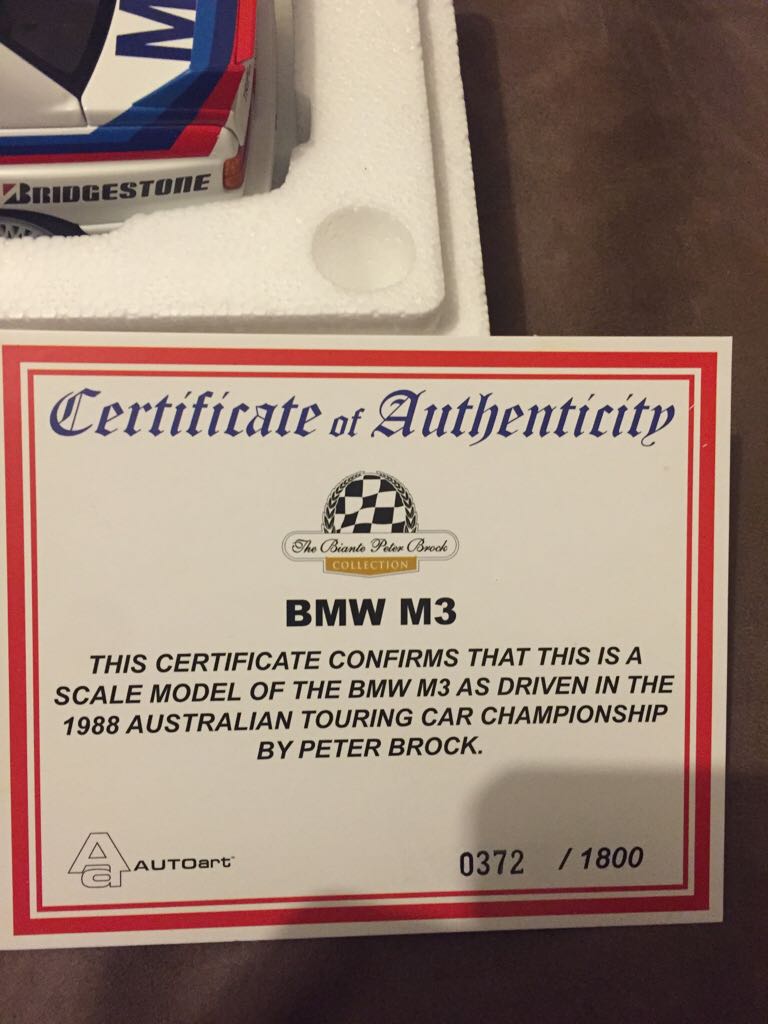 M
BRIDGESTONE
Certificate of Authenticity
The Biante Peter Brock
COLLECTION
BMW M3
THIS CERTIFICATE CONFIRMS THAT THIS IS A
SCALE MODEL OF THE BMW M3 AS DRIVEN IN THE
1988 AUSTRALIAN TOURING CAR CHAMPIONSHIP
BY PETER BROCK.
AUTOart
0372 / 1800